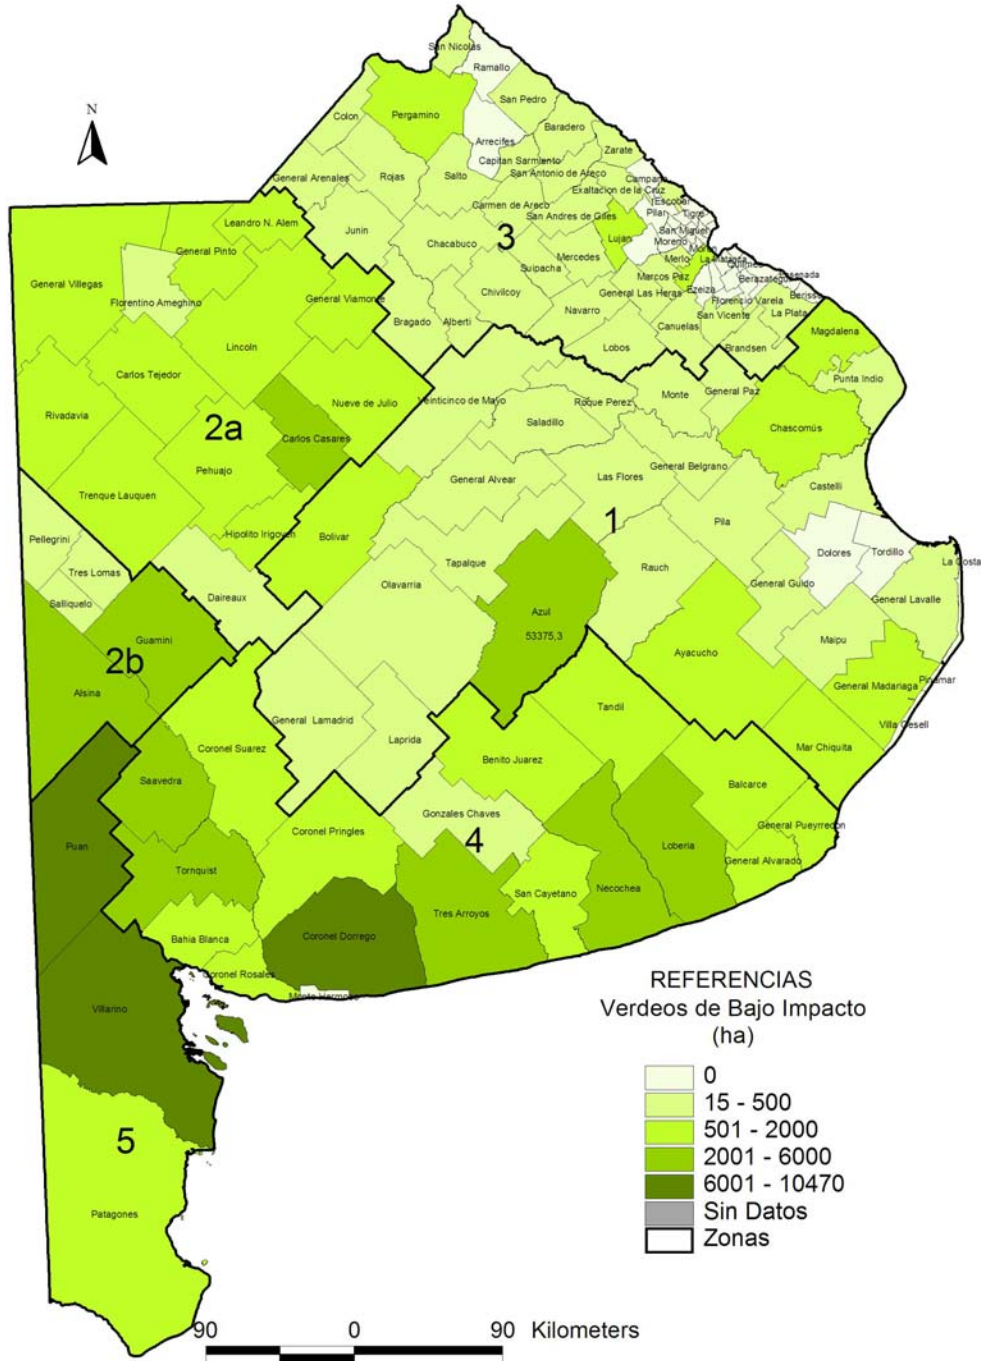 San Nicolas
Ramallo
N
San Pedro
Pergamino
Colon
Baradero
Arrecifes
Zarate
Capitan Sarmiento
San Antonio de Areco
Rojas
Salto
General Arenales
Campana
Exaltacion de la Cruz
Escobar
Carmen de Areco
Pilar
Tigre
San Andres de Giles
Leandro N. Alem
Junin
San Miguel
3
Lujan
Moreno
Chacabuco
General Pinto
Moron
Mercedes
Merlo
La Matanza
Suipacha
Quilmes
Marcos Paz
Ensenada
General Villegas
Berazategui
Ezeiza
General Las Heras
Chivilcoy
Berisso
General Viamonte
Florencio Varela
Florentino Ameghino
Navarro
La Plata
San Vicente
Bragado
Alberti
Canuelas
Magdalena
Lincoln
Lobos
Brandsen
Carlos Tejedor
Punta Indio
General Paz
Monte
Veinticinco de Mayo
Roque Perez
Nueve de Julio
Rivadavia
Saladillo
Chascomús
2a
Carlos Casares
General Belgrano
Pehuajo
Las Flores
General Alvear
Castelli
Trenque Lauquen
1
Pila
Hipolito Irigoyen
Bolivar
Pellegrini
Dolores
Tordillo
La Costa
Tapalque
Tres Lomas
Rauch
Olavarria
General Guido
Daireaux
General Lavalle
Salliquelo
Azul
53375,3
Maipu
Guamini
Ayacucho
2b
Pinamar
General Madariaga
Alsina
Tandil
General Lamadrid
Villa Gesell
Laprida
Coronel Suarez
Mar Chiquita
Benito Juarez
Saavedra
Balcarce
Gonzales Chaves
General Pueyrredon
Coronel Pringles
4
Puan
Loberia
General Alvarado
Tornquist
Necochea
San Cayetano
Tres Arroyos
Coronel Dorrego
Bahia Blanca
Coronel Rosales
Monte Hermoso
Villarino
5
Patagones
REFERENCIAS
Verdeos de Bajo Impacto
(ha)
0
15 - 500
501 - 2000
2001 - 6000
6001 - 10470
Sin Datos
Zonas
90 0 90 Kilometers